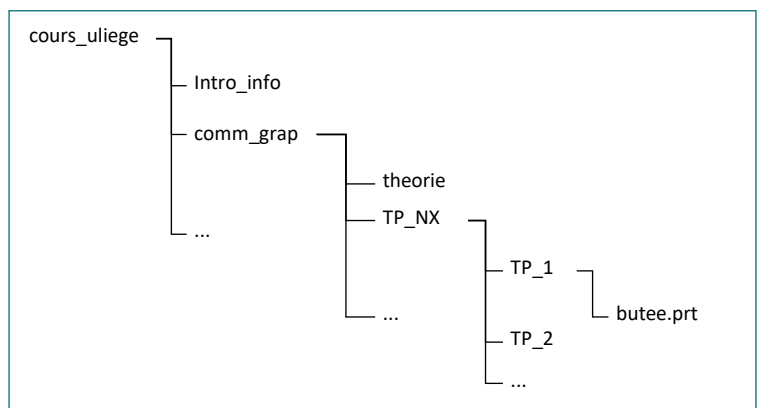 cours_uliege
Intro_info
comm_grap
theorie
...
TP_NX
TP_1
butee.prt
...
TP_2
...